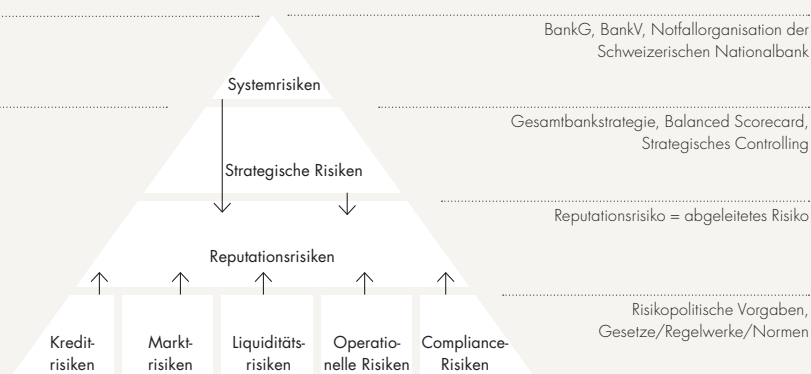 BankG, BankV, Notfallorganisation der
Schweizerischen Nationalbank
Systemrisiken
Gesamtbankstrategie, Balanced Scorecard,
Strategisches Controlling
Strategische Risiken
Reputationsrisiko = abgeleitetes Risiko
Reputationsrisiken
Risikopolitische Vorgaben,
Gesetze/Regelwerke/Normen
Kredit-
risiken
Markt-
risiken
Liquiditäts-
risiken
Operatio-
nelle Risiken
Compliance-
Risiken